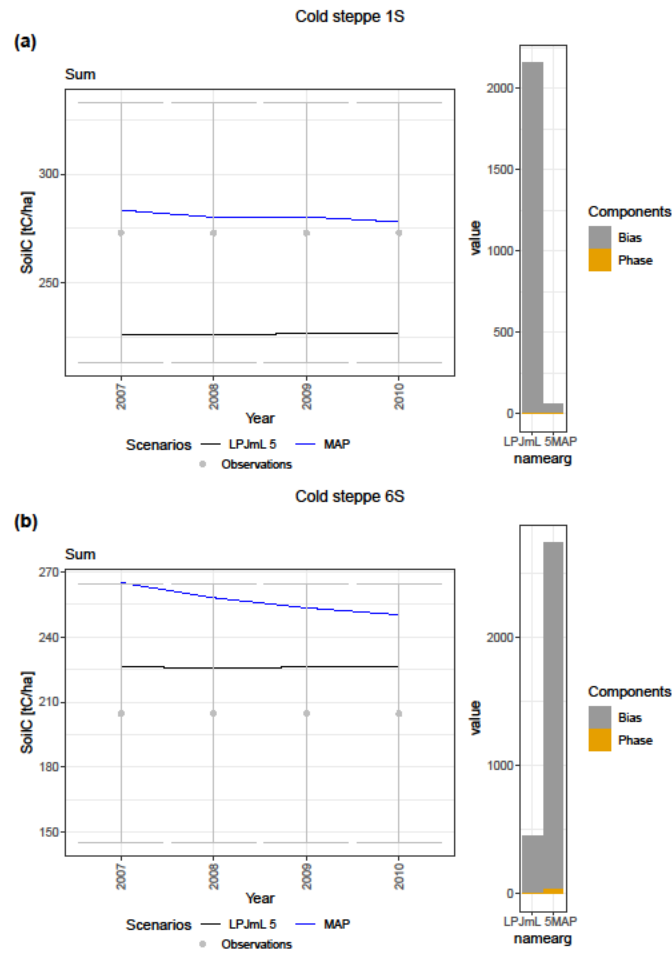 Cold steppe 1S
(a)
Sum
300
250
SoilC [tC/ha]
2007
2008
2009
2010
Year
Scenarios
LPJmL 5
MAP
Observations
2000
1500
1000
500
0
value
LPJmL 5MAP
namearg
Components
Bias
Phase
Cold steppe 6S
(b)
Sum
270
240
210
180
150
SoilC [tC/ha]
2007
2008
2009
2010
Year
Scenarios
LPJmL 5
MAP
Observations
2000
1000
0
value
LPJmL 5MAP
namearg
Components
Bias
Phase